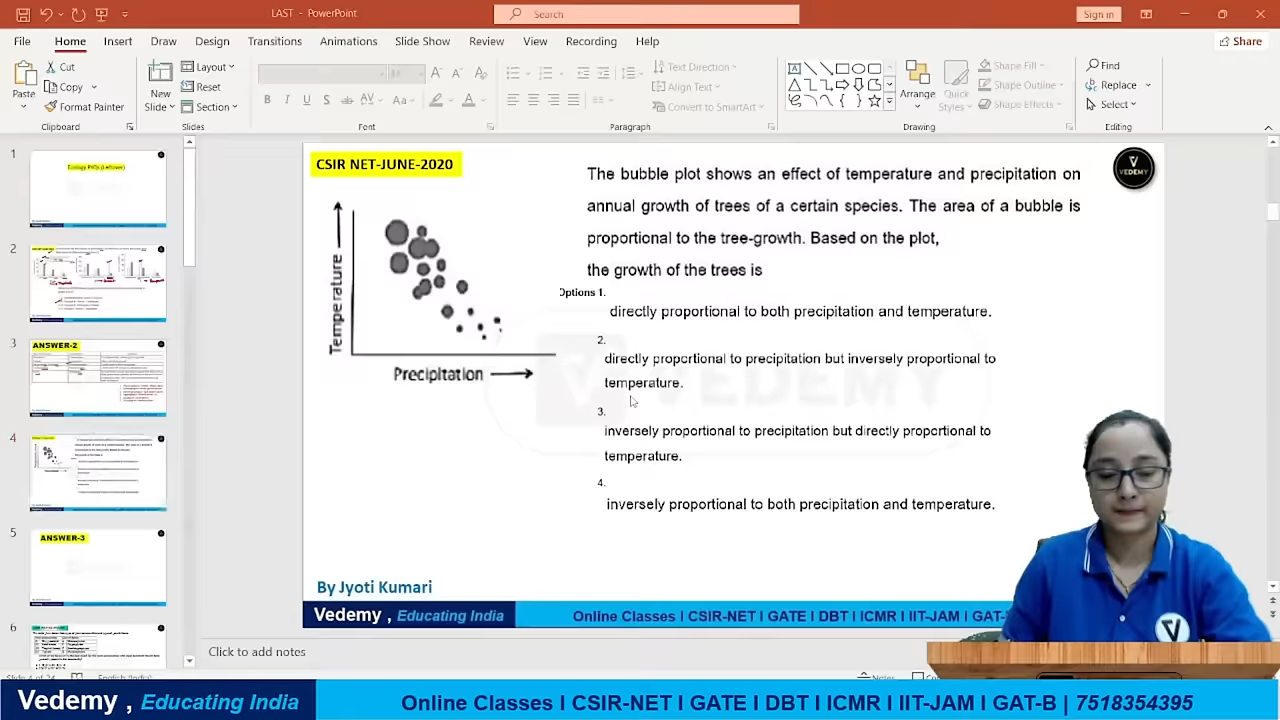 LAST - PowerPoint
Search
Sign in
File Home Insert Draw Design Transitions Animations Slide Show Review View Recording Help
Share
Paste
Cut
Copy
Format Painter
Clipboard
New Slide
Layout
Reset
Section
Slides
Font
Text Direction
Align Text
Convert to SmartArt
Paragraph
Arrange
Quick Styles
Shape Fill
Shape Outline
Shape Effects
Drawing
Find
Replace
Select
Editing
1
2
3
ANSWER-2
4
5
ANSWER-3
6
CSIR NET-JUNE-2020
VEDEMY
The bubble plot shows an effect of temperature and precipitation on
annual growth of trees of a certain species. The area of a bubble is
proportional to the tree-growth. Based on the plot,
the growth of the trees is
Options 1.
directly proportional to both precipitation and temperature.
2.
directly proportional to precipitation but inversely proportional to
temperature.
3.
inversely proportional to precipitation but directly proportional to
temperature.
4.
inversely proportional to both precipitation and temperature.
Temperature
Precipitation
VEDEMY
By Jyoti Kumari
Vedemy , Educating India
Online Classes I CSIR-NET I GATE I DBT I ICMR I IIT-JAM I GAT-
Click to add notes
Notes
Vedemy , Educating India
Online Classes I CSIR-NET I GATE I DBT I ICMR I IIT-JAM I GAT-B | 7518354395